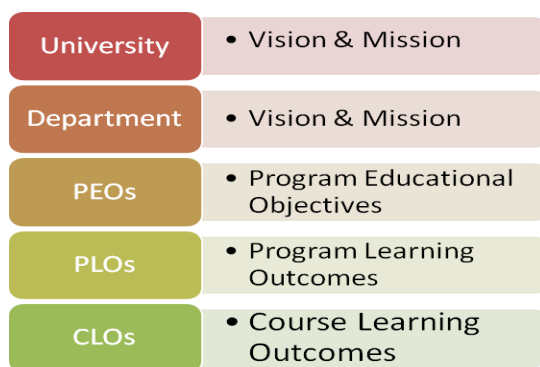 University
• Vision & Mission
Department
• Vision & Mission
PEOs
• Program Educational
Objectives
PLOs
• Program Learning
Outcomes
CLOs
• Course Learning
Outcomes